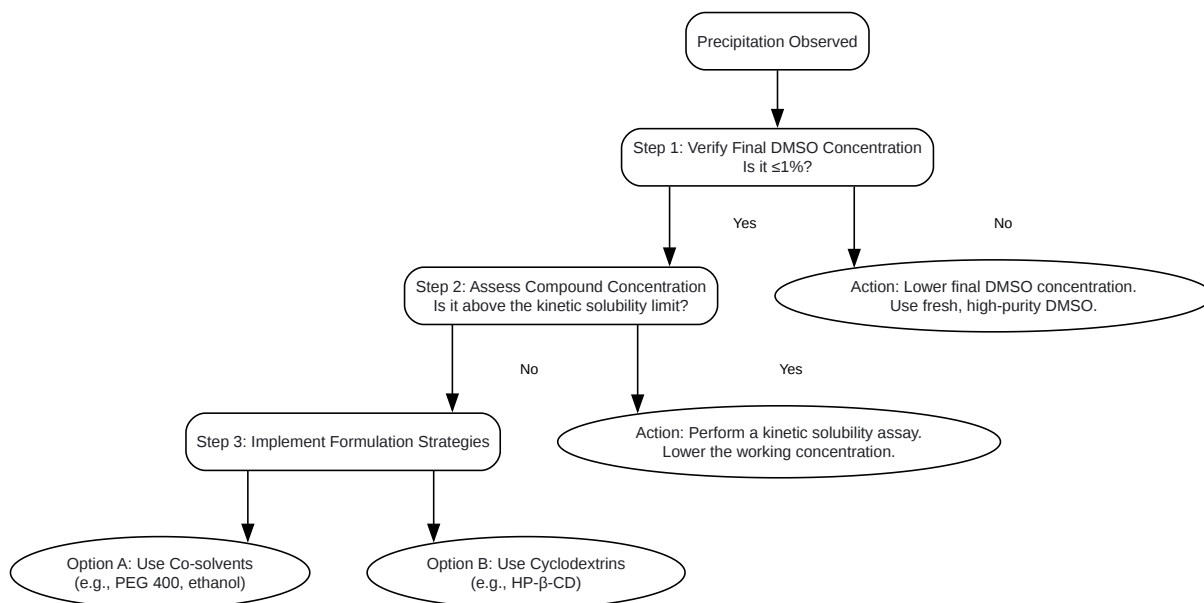 Precipitation Observed
Step 1: Verify Final DMSO Concentration
Is it ≤1%?
Yes
No
Step 2: Assess Compound Concentration
Is it above the kinetic solubility limit?
Action: Lower final DMSO concentration.
Use fresh, high-purity DMSO.
No
Yes
Step 3: Implement Formulation Strategies
Action: Perform a kinetic solubility assay.
Lower the working concentration.
Option A: Use Co-solvents
(e.g., PEG 400, ethanol)
Option B: Use Cyclodextrins
(e.g., HP-β-CD)